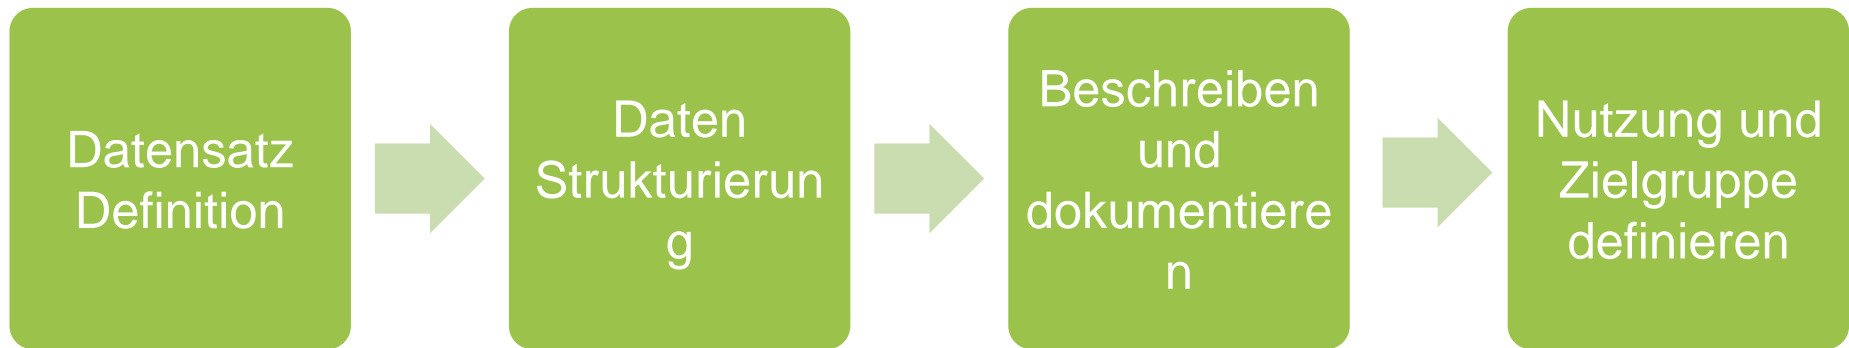 Datensatz
Definition
Daten
Strukturierun
g
Beschreiben
und
dokumentiere
n
Nutzung und
Zielgruppe
definieren